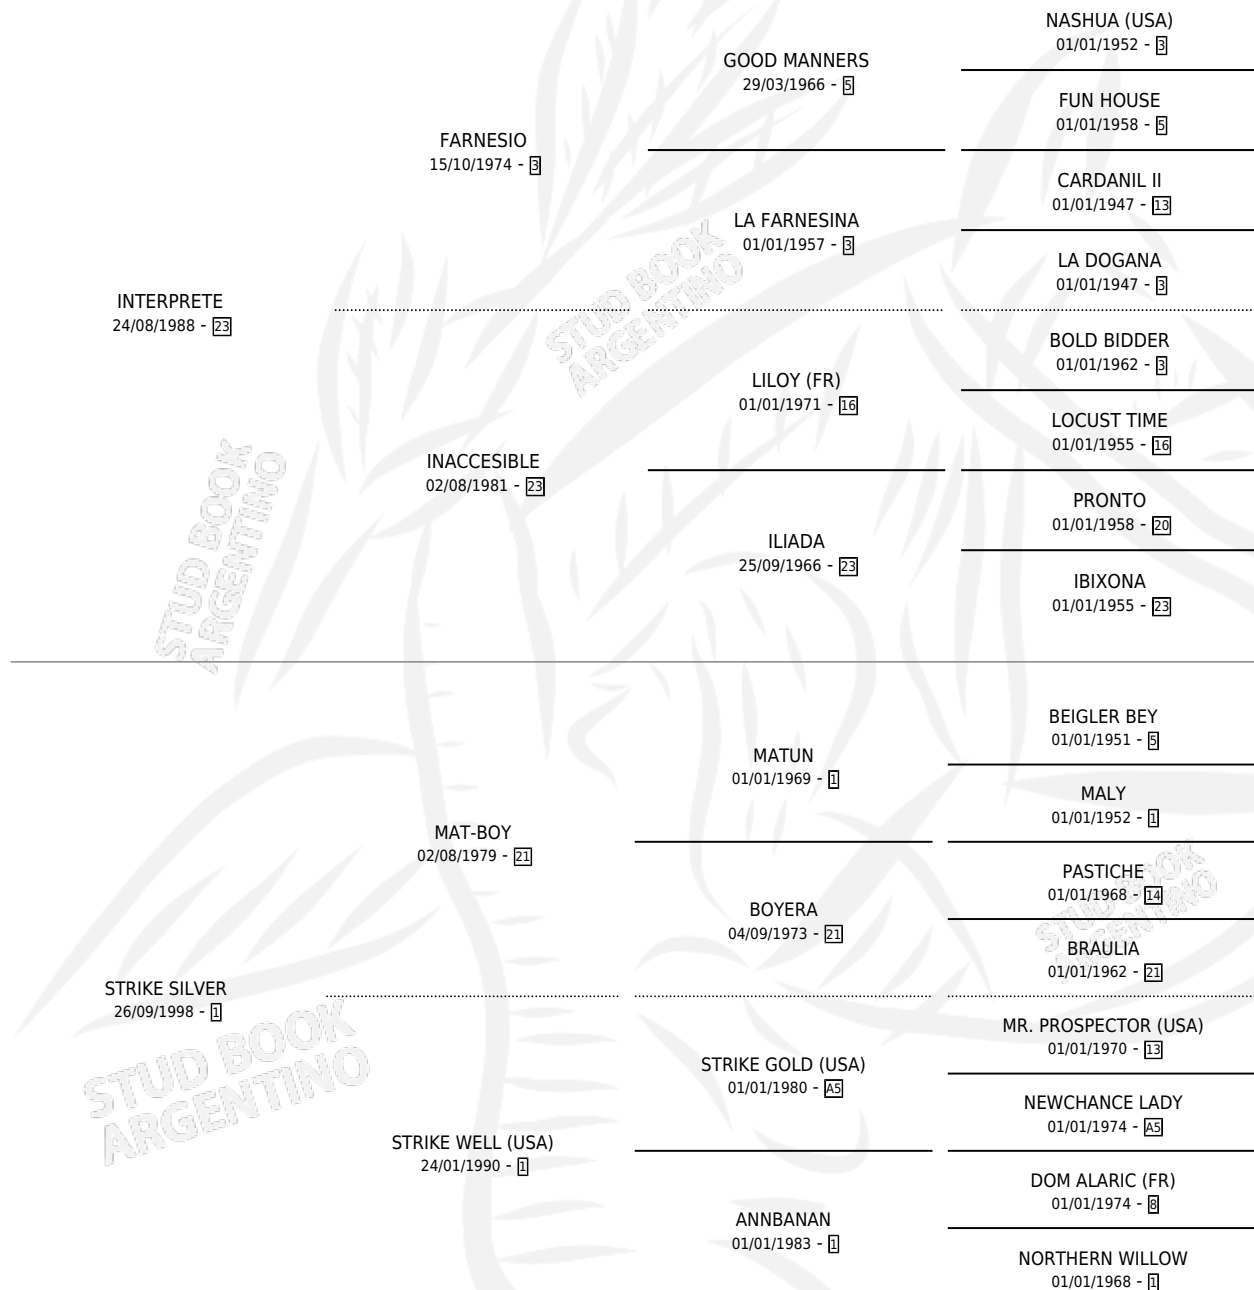 NASHUA (USA)
01/01/1952 - 3
GOOD MANNERS
29/03/1966 - 5
FUN HOUSE
01/01/1958 - 5
FARNESIO
15/10/1974 - 3
CARDANIL II
01/01/1947 - 13
LA FARNESINA
01/01/1957 - 3
LA DOGANA
01/01/1947 - 3
INTERPRETE
24/08/1988 - 23
BOLD BIDDER
01/01/1962 - 3
LILOY (FR)
01/01/1971 - 16
LOCUST TIME
01/01/1955 - 16
INACCESIBLE
02/08/1981 - 23
PRONTO
01/01/1958 - 20
ILIADA
25/09/1966 - 23
IBIXONA
01/01/1955 - 23
STUD BOOK
ARGENTINO
STUD BOOK
ARGENTINO
BEIGLER BEY
01/01/1951 - 5
MATUN
01/01/1969 - 1
MALY
01/01/1952 - 1
MAT-BOY
02/08/1979 - 21
PASTICHE
01/01/1968 - 14
BOYERA
04/09/1973 - 21
BRAULIA
01/01/1962 - 21
STRIKE SILVER
26/09/1998 - 1
MR. PROSPECTOR (USA)
01/01/1970 - 13
STRIKE GOLD (USA)
01/01/1980 - A5
NEWCHANCE LADY
01/01/1974 - A5
STRIKE WELL (USA)
24/01/1990 - 1
DOM ALARIC (FR)
01/01/1974 - 8
ANNBANAN
01/01/1983 - 1
NORTHERN WILLOW
01/01/1968 - 1
STUD BOOK
ARGENTINO
STUD BOOK
ARGENTINO